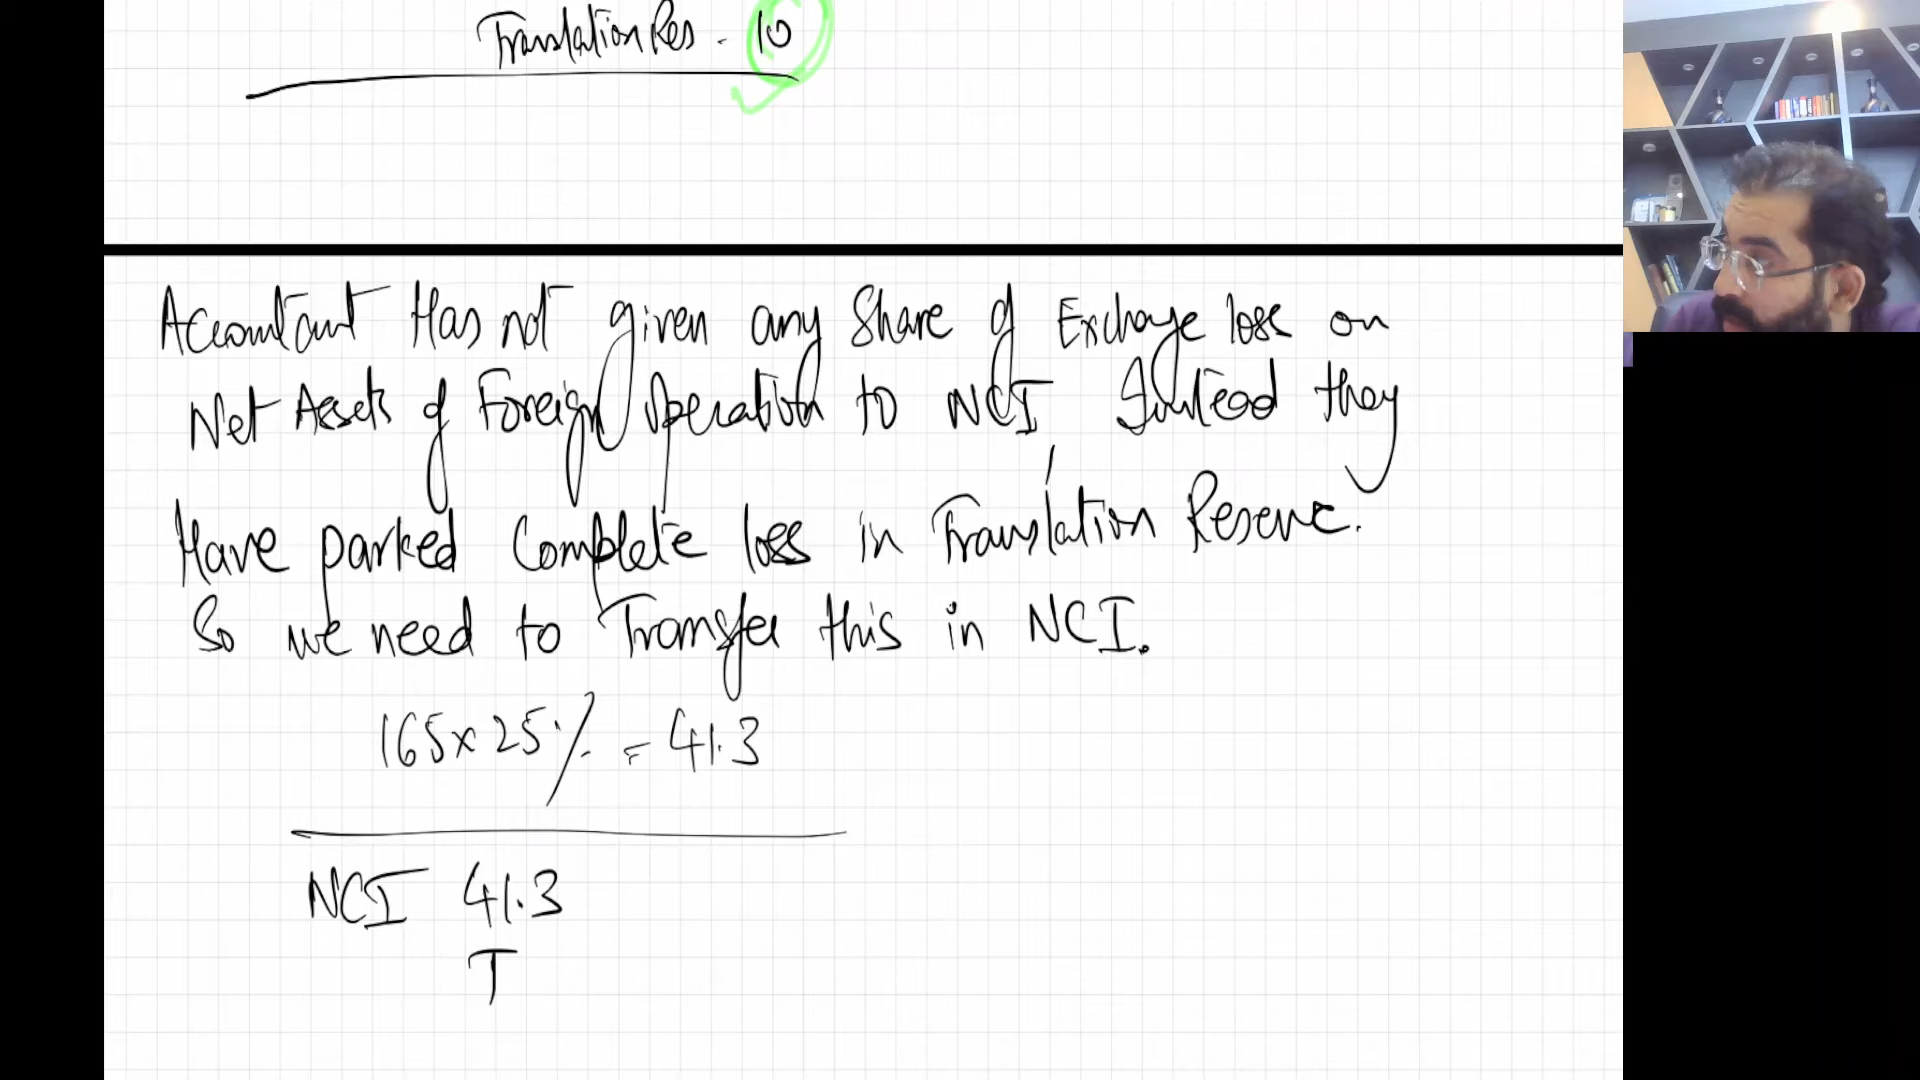 Translation Res. 10
Accountant Has not given any Share of Exchange loss on
Net Assets of Foreign Operation to NCI, Instead they
Have parked Complete loss in Translation Reserve.
So we need to Transfer this in NCI.
165 x 25% = 41.3
NCI 41.3
T